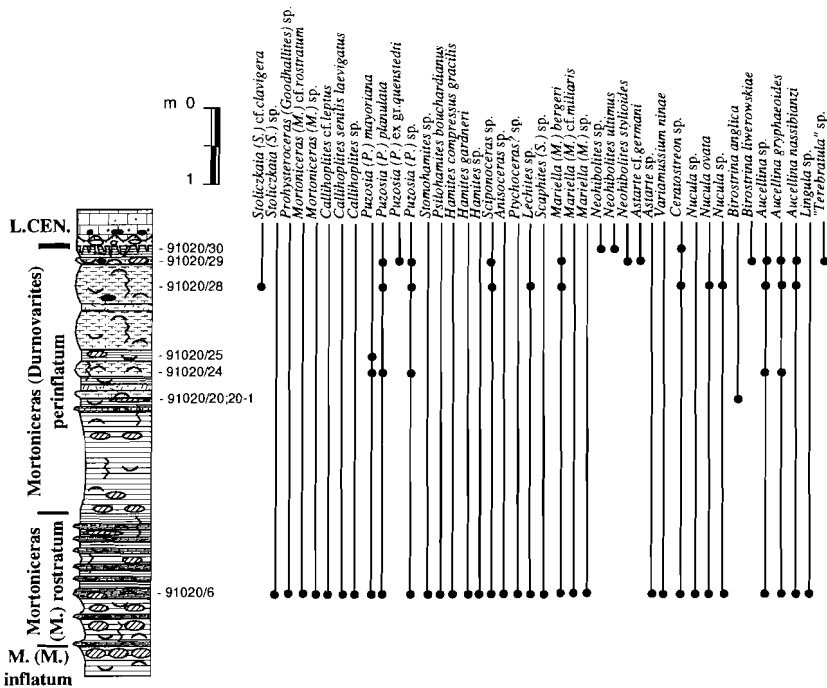 m 0
1
Stoliczkaia (S.) cf. clavigera
Stoliczkaia (S.) sp.
Prohysteroceras (Goodhallites) sp.
Mortoniceras (M.) cf. rostratum
Mortoniceras (M.) sp.
Callihoplites cf. leptus
Callihoplites senilis laevigatus
Callihoplites sp.
Puzosia (P.) mayoriana
Puzosia (P.) planulata
Puzosia (P.) ex gr. quenstedti
Puzosia (P.) sp.
Stomohamites sp.
Psilohamites bouchardianus
Hamites compressus gracilis
Hamites gardneri
Hamites sp.
Sciponoceras sp.
Anisoceras sp.
Ptychoceras? sp.
Lechites sp.
Scaphites (S.) sp.
Mariella (M.) bergeri
Mariella (M.) cf. miliaris
Mariella (M.) sp.
Neohibolites sp.
Neohibolites ultimus
Neohibolites stylioides
Astarte cf. germani
Astarte sp.
Variamussium ninae
Ceratostreon sp.
Nucula sp.
Nucula ovata
Nucula sp.
Birostrina anglica
Birostrina liwerowskiae
Aucellina sp.
Aucellina gryphaeoides
Aucellina nassibianzi
Lingula sp.
"Terebratula" sp.
L.CEN.
- 91020/30
- 91020/29
- 91020/28
- 91020/25
- 91020/24
- 91020/20;20-1
- 91020/6
Mortoniceras (Durnovarites)
perinflatum
Mortoniceras
(M.) rostratum
M. (M.)
inflatum